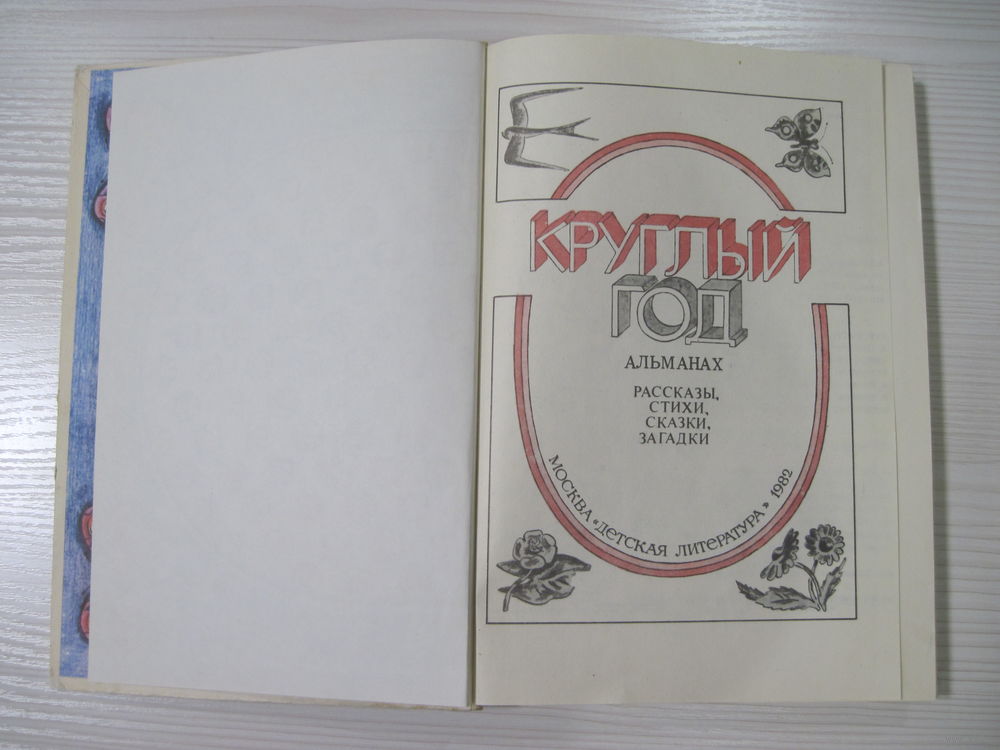 КРУГЛЫЙ
ГОД
АЛЬМАНАХ
РАССКАЗЫ,
СТИХИ,
СКАЗКИ,
ЗАГАДКИ
МОСКВА «ДЕТСКАЯ ЛИТЕРАТУРА» 1982